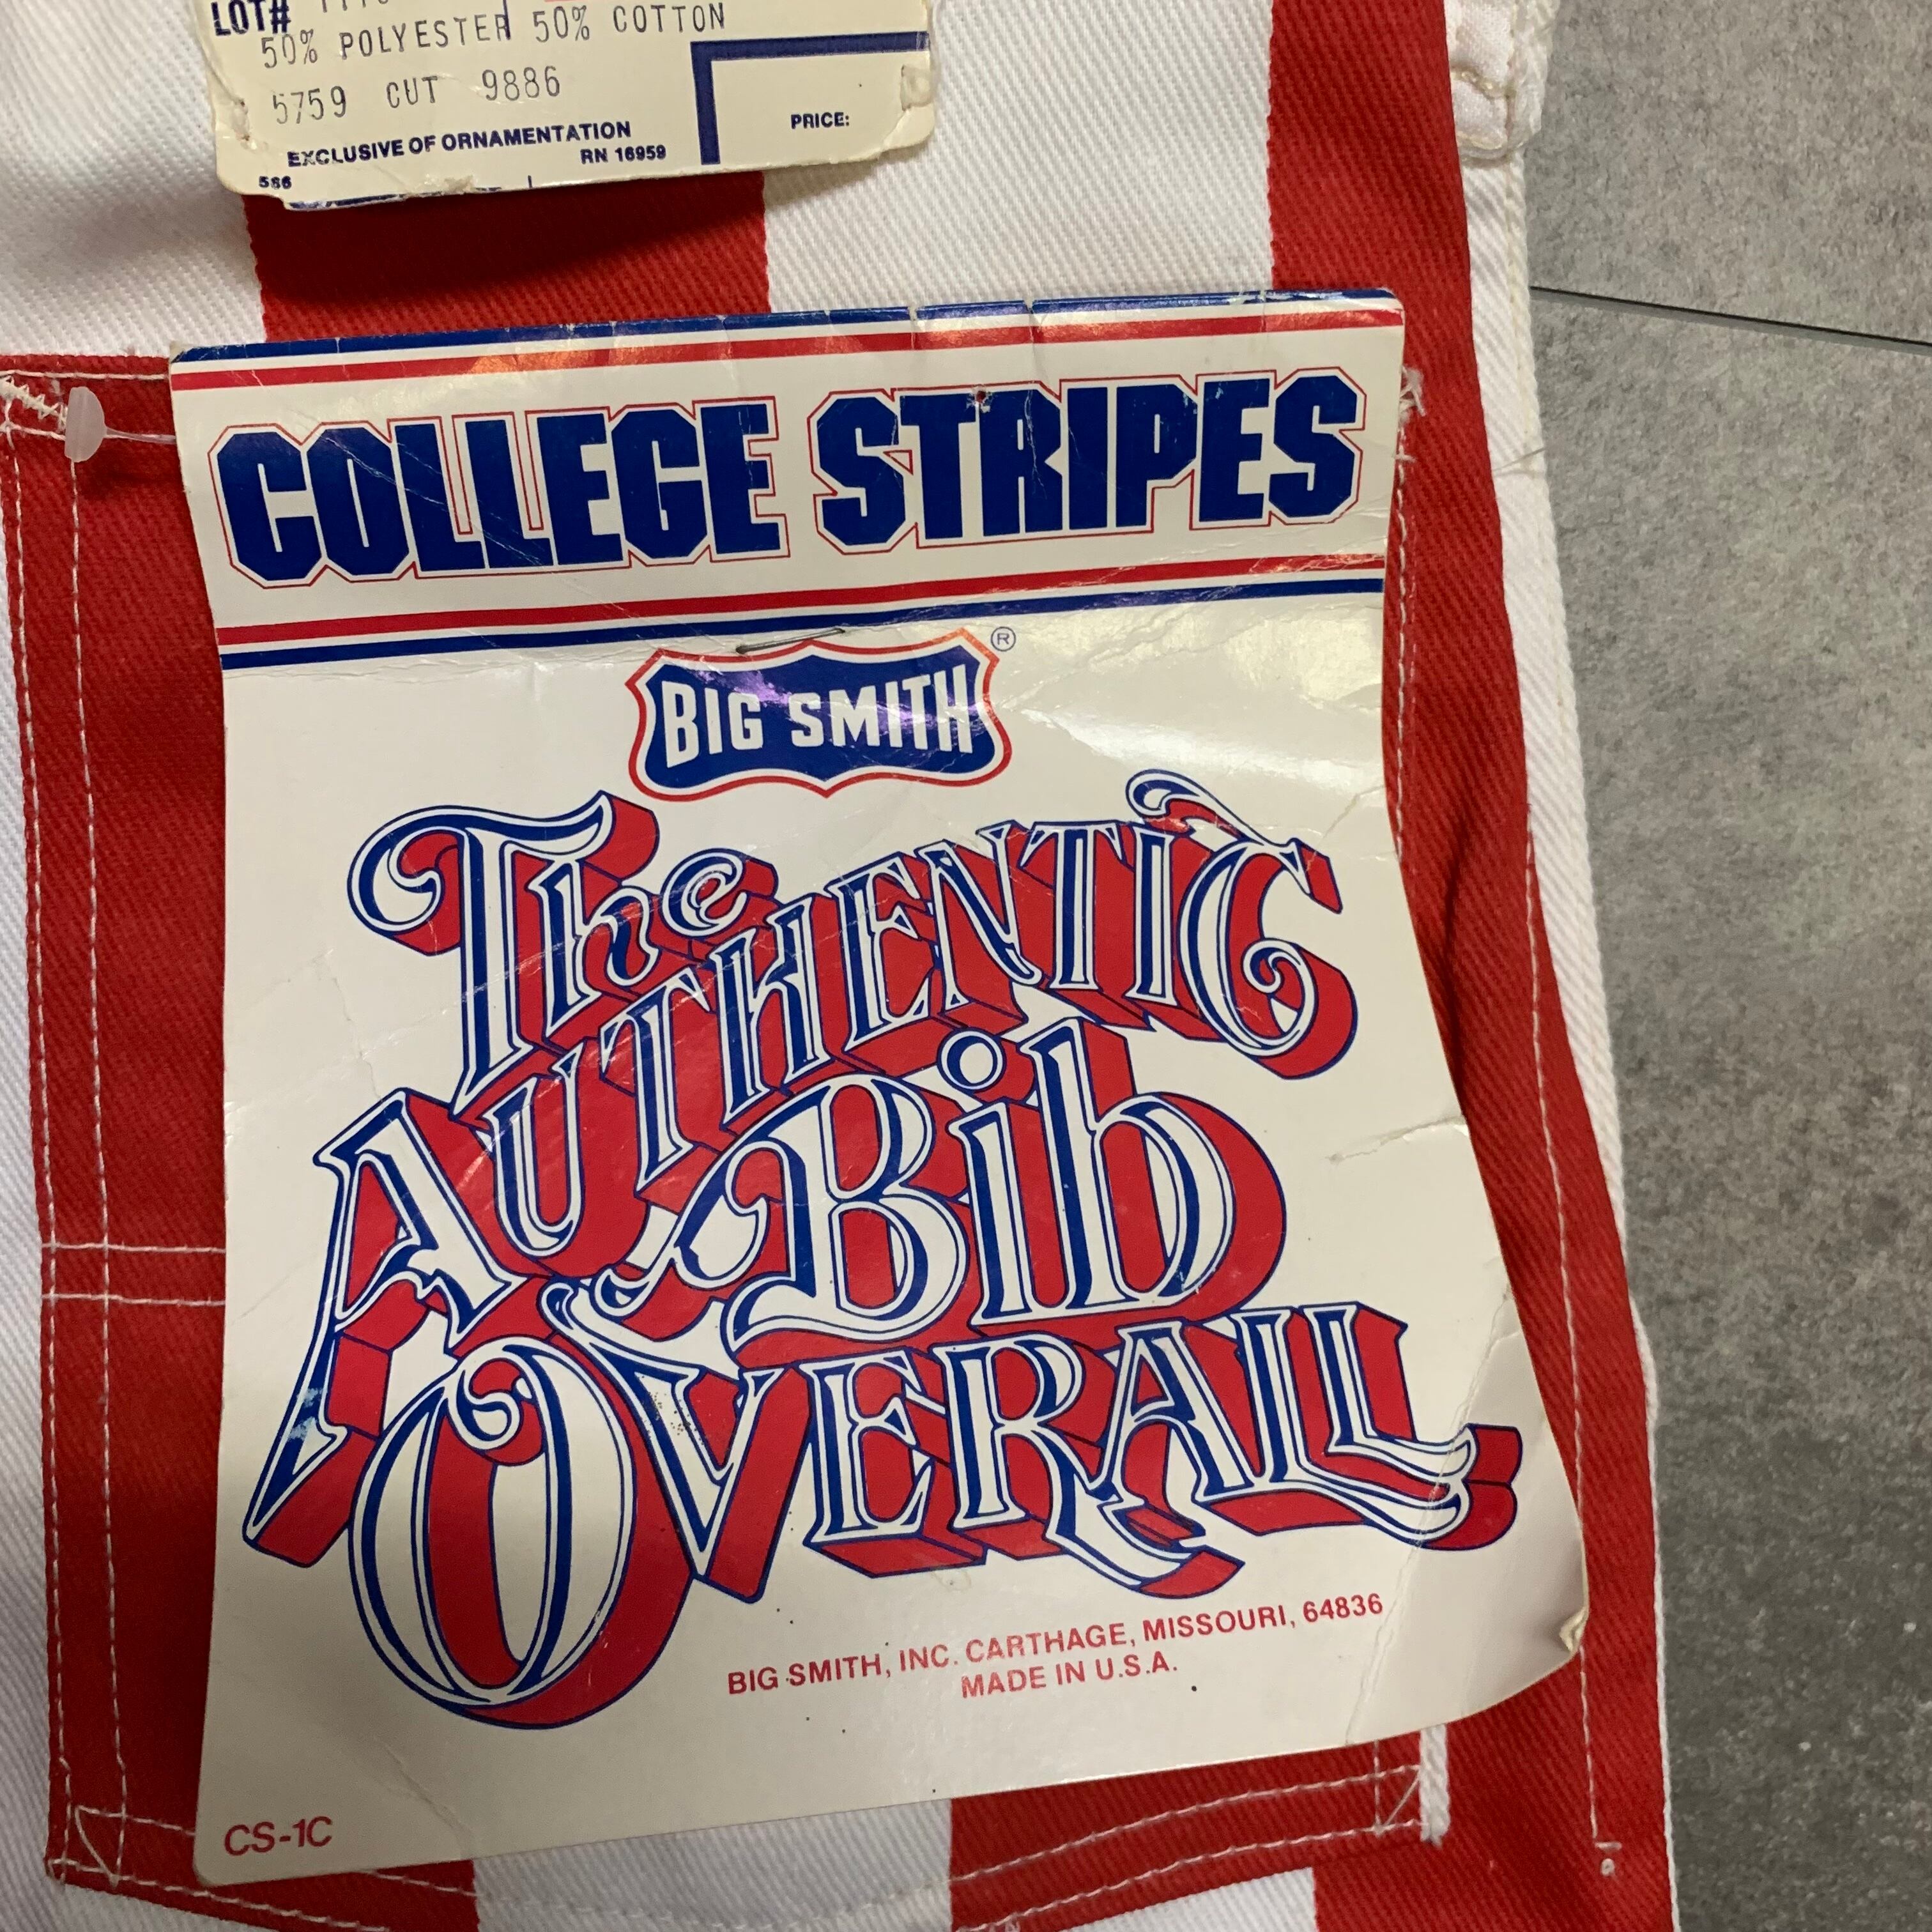 LOT#
50% POLYESTER 50% COTTON
5759 CUT 9886
EXCLUSIVE OF ORNAMENTATION
RN 16959
586
PRICE:
COLLEGE STRIPES
BIG SMITH ®
The
AUTHENTIC
Bib
OVERALL
BIG SMITH, INC. CARTHAGE, MISSOURI, 64836
MADE IN U.S.A.
CS-1C